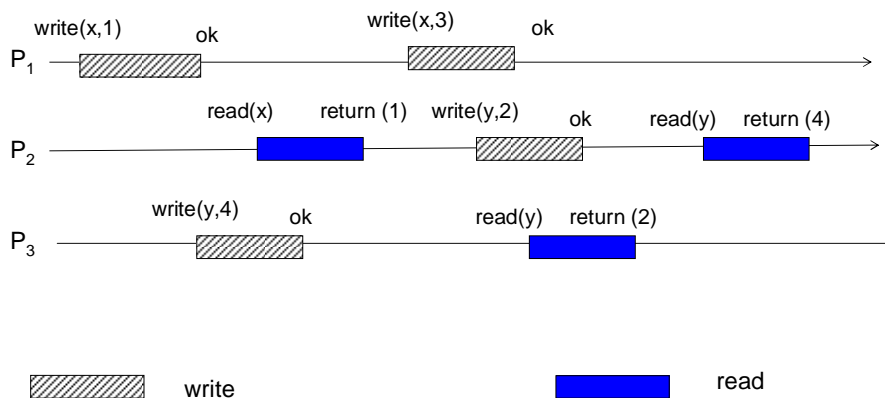 write(x,1) ok write(x,3) ok
P1
read(x) return (1) write(y,2) ok read(y) return (4)
P2
write(y,4) ok read(y) return (2)
P3
write read